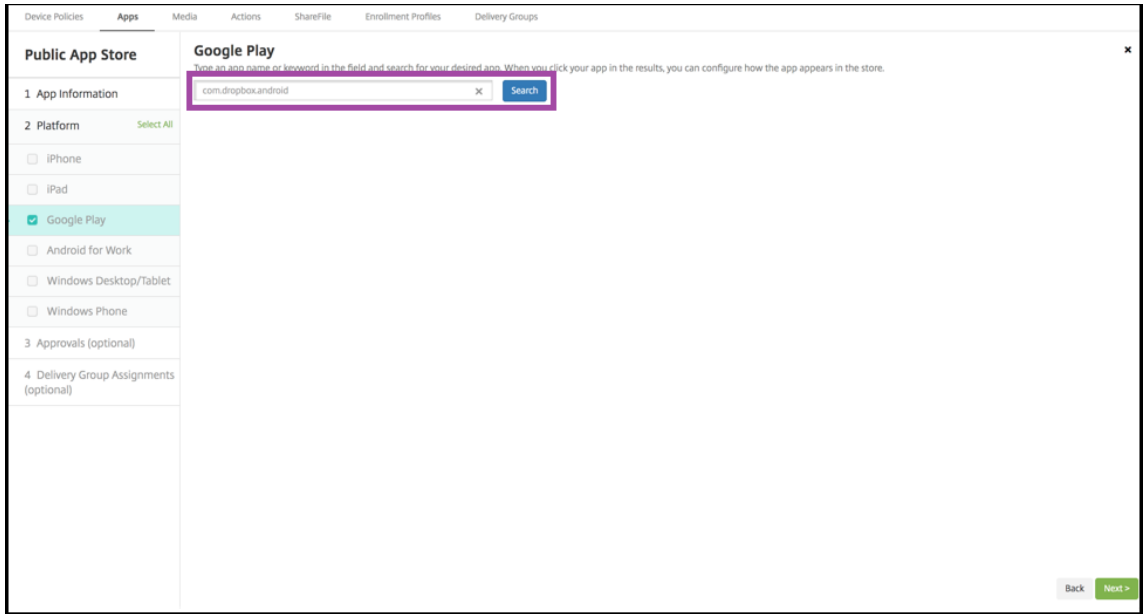 Device Policies Apps Media Actions ShareFile Enrollment Profiles Delivery Groups
Public App Store
1 App Information
2 Platform Select All
iPhone
iPad
Google Play
Android for Work
Windows Desktop/Tablet
Windows Phone
3 Approvals (optional)
4 Delivery Group Assignments
(optional)
Google Play
Type an app name or keyword in the field and search for your desired app. When you click your app in the results, you can configure how the app appears in the store.
com.dropbox.android Search
Back Next >